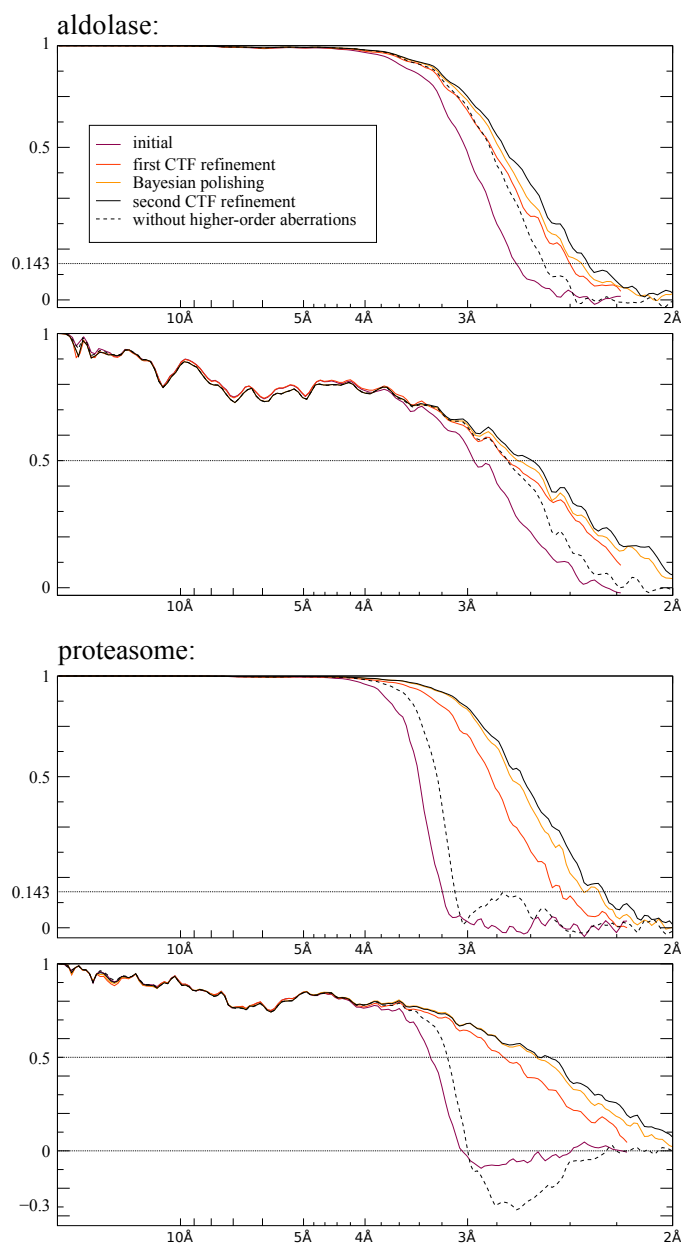 aldolase:
1
0.5
0.143
0
initial
first CTF refinement
Bayesian polishing
second CTF refinement
without higher-order aberrations
10Å 5Å 4Å 3Å 2Å
1
0.5
0
10Å 5Å 4Å 3Å 2Å
proteasome:
1
0.5
0.143
0
10Å 5Å 4Å 3Å 2Å
1
0.5
0
−0.3
10Å 5Å 4Å 3Å 2Å